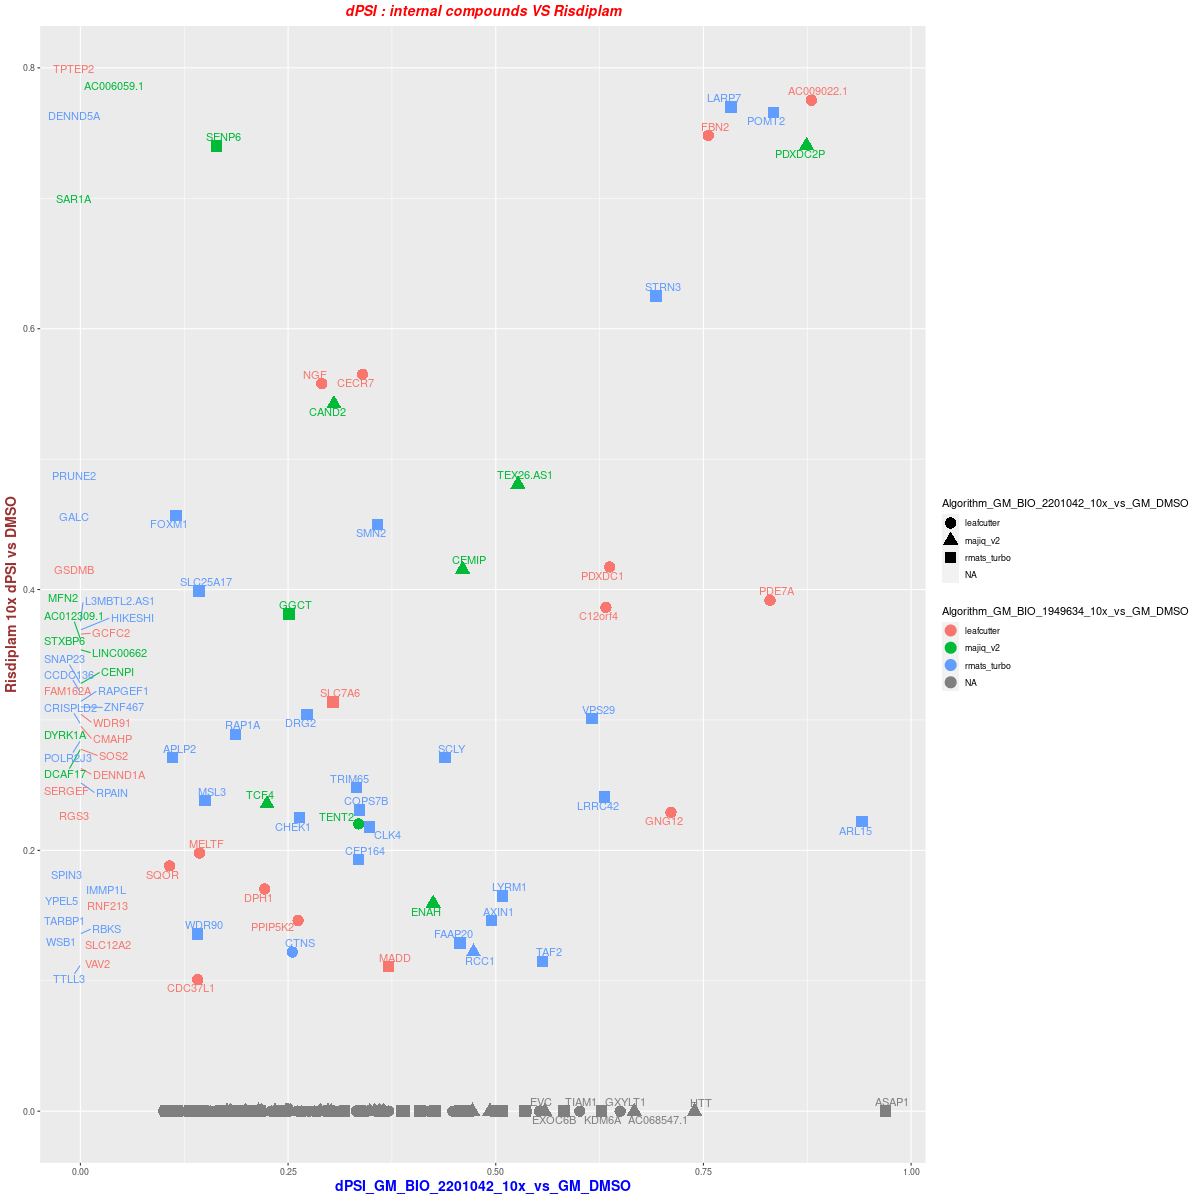 dPSI : internal compounds VS Risdiplam
Risdiplam 10x dPSI vs DMSO
0.8
0.6
0.4
0.2
0.0
TPTEP2
AC006059.1
DENND5A
SENP6
SAR1A
LARP7
AC009022.1
POMT2
FBN2
PDXDC2P
STRN3
NGF
CECR7
CAND2
PRUNE2
TEX26.AS1
GALC
FOXM1
SMN2
GSDMB
CEMIP
PDXDC1
SLC25A17
PDE7A
MFN2
L3MBTL2.AS1
GGCT
C12orf4
AC012309.1
HIKESHI
GCFC2
STXBP6
LINC00662
SNAP23
CENPI
CCDC136
FAM162A
RAPGEF1
SLC7A6
CRISPLD2
ZNF467
VPS29
WDR91
DRG2
RAP1A
DYRK1A
CMAHP
APLP2
SCLY
POLR2J3
SOS2
DCAF17
DENND1A
TRIM65
SERGEF
RPAIN
MSL3
TCF4
COPS7B
LRRC42
RGS3
CHEK1
TENT2
CLK4
GNG12
ARL15
MELTF
CEP164
SPIN3
SQOR
IMMP1L
LYRM1
YPEL5
RNF213
DPH1
ENAH
AXIN1
TARBP1
RBKS
WDR90
PPIP5K2
FAAP20
WSB1
SLC12A2
CTNS
TAF2
VAV2
MADD
RCC1
TTLL3
CDC37L1
EVC
TIAM1
GXYLT1
HTT
ASAP1
EXOC6B
KDM6A
AC068547.1
0.00
0.25
0.50
0.75
1.00
dPSI_GM_BIO_2201042_10x_vs_GM_DMSO
Algorithm_GM_BIO_2201042_10x_vs_GM_DMSO
leafcutter
majiq_v2
rmats_turbo
NA
Algorithm_GM_BIO_1949634_10x_vs_GM_DMSO
leafcutter
majiq_v2
rmats_turbo
NA